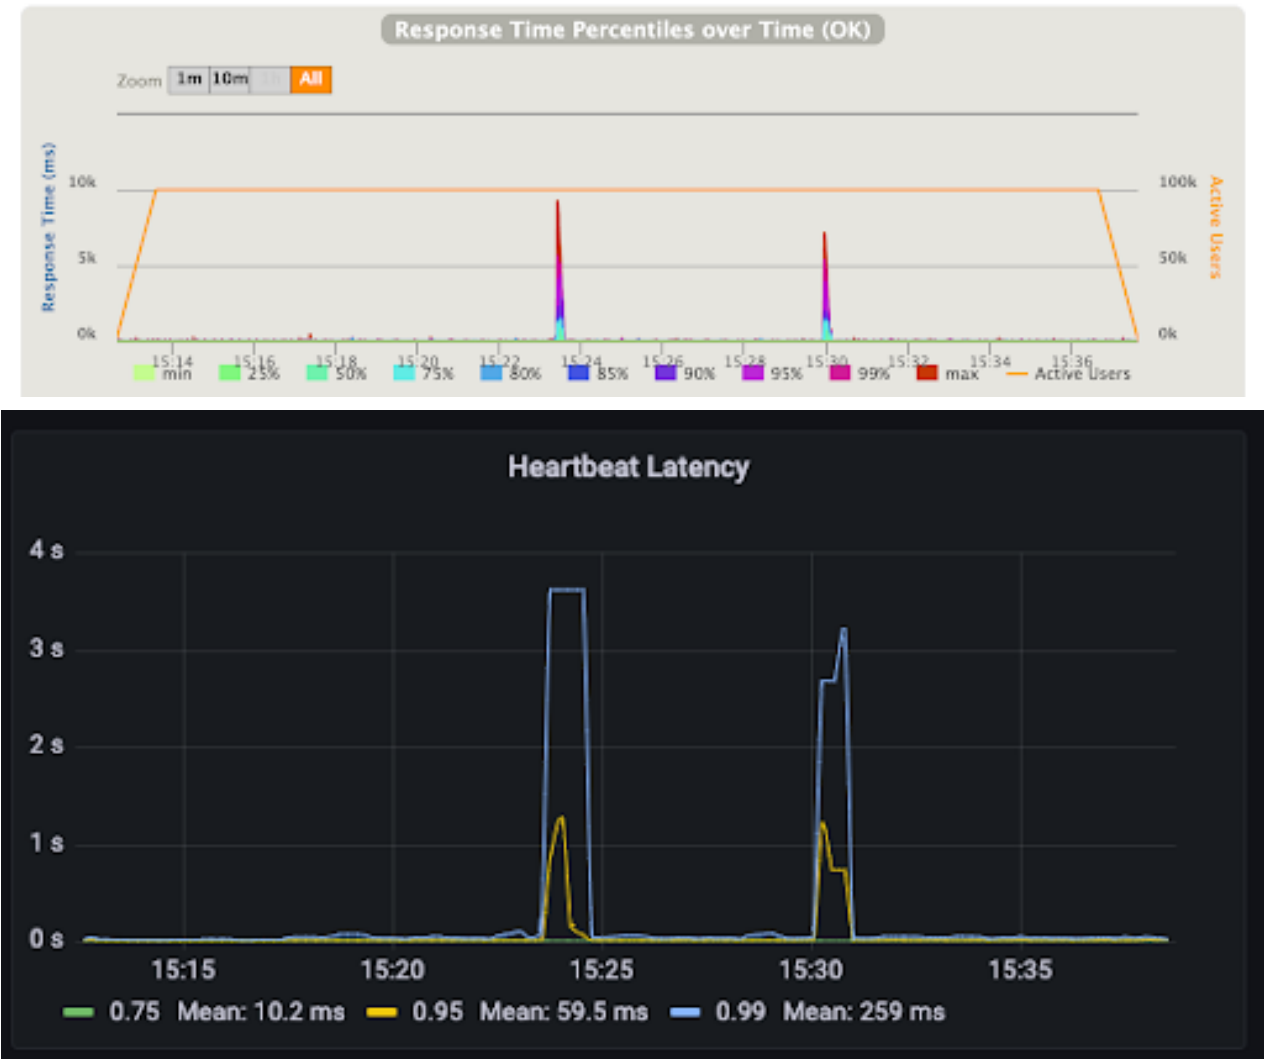 Response Time Percentiles over Time (OK)
Zoom 1m 10m 1h All
Response Time (ms)
10k
5k
0k
100k
50k
0k
Active Users
15:14 15:16 15:18 15:20 15:22 15:24 15:26 15:28 15:30 15:32 15:34 15:36
min 25% 50% 75% 80% 85% 90% 95% 99% max Active Users
Heartbeat Latency
4 s
3 s
2 s
1 s
0 s
15:15 15:20 15:25 15:30 15:35
0.75 Mean: 10.2 ms 0.95 Mean: 59.5 ms 0.99 Mean: 259 ms